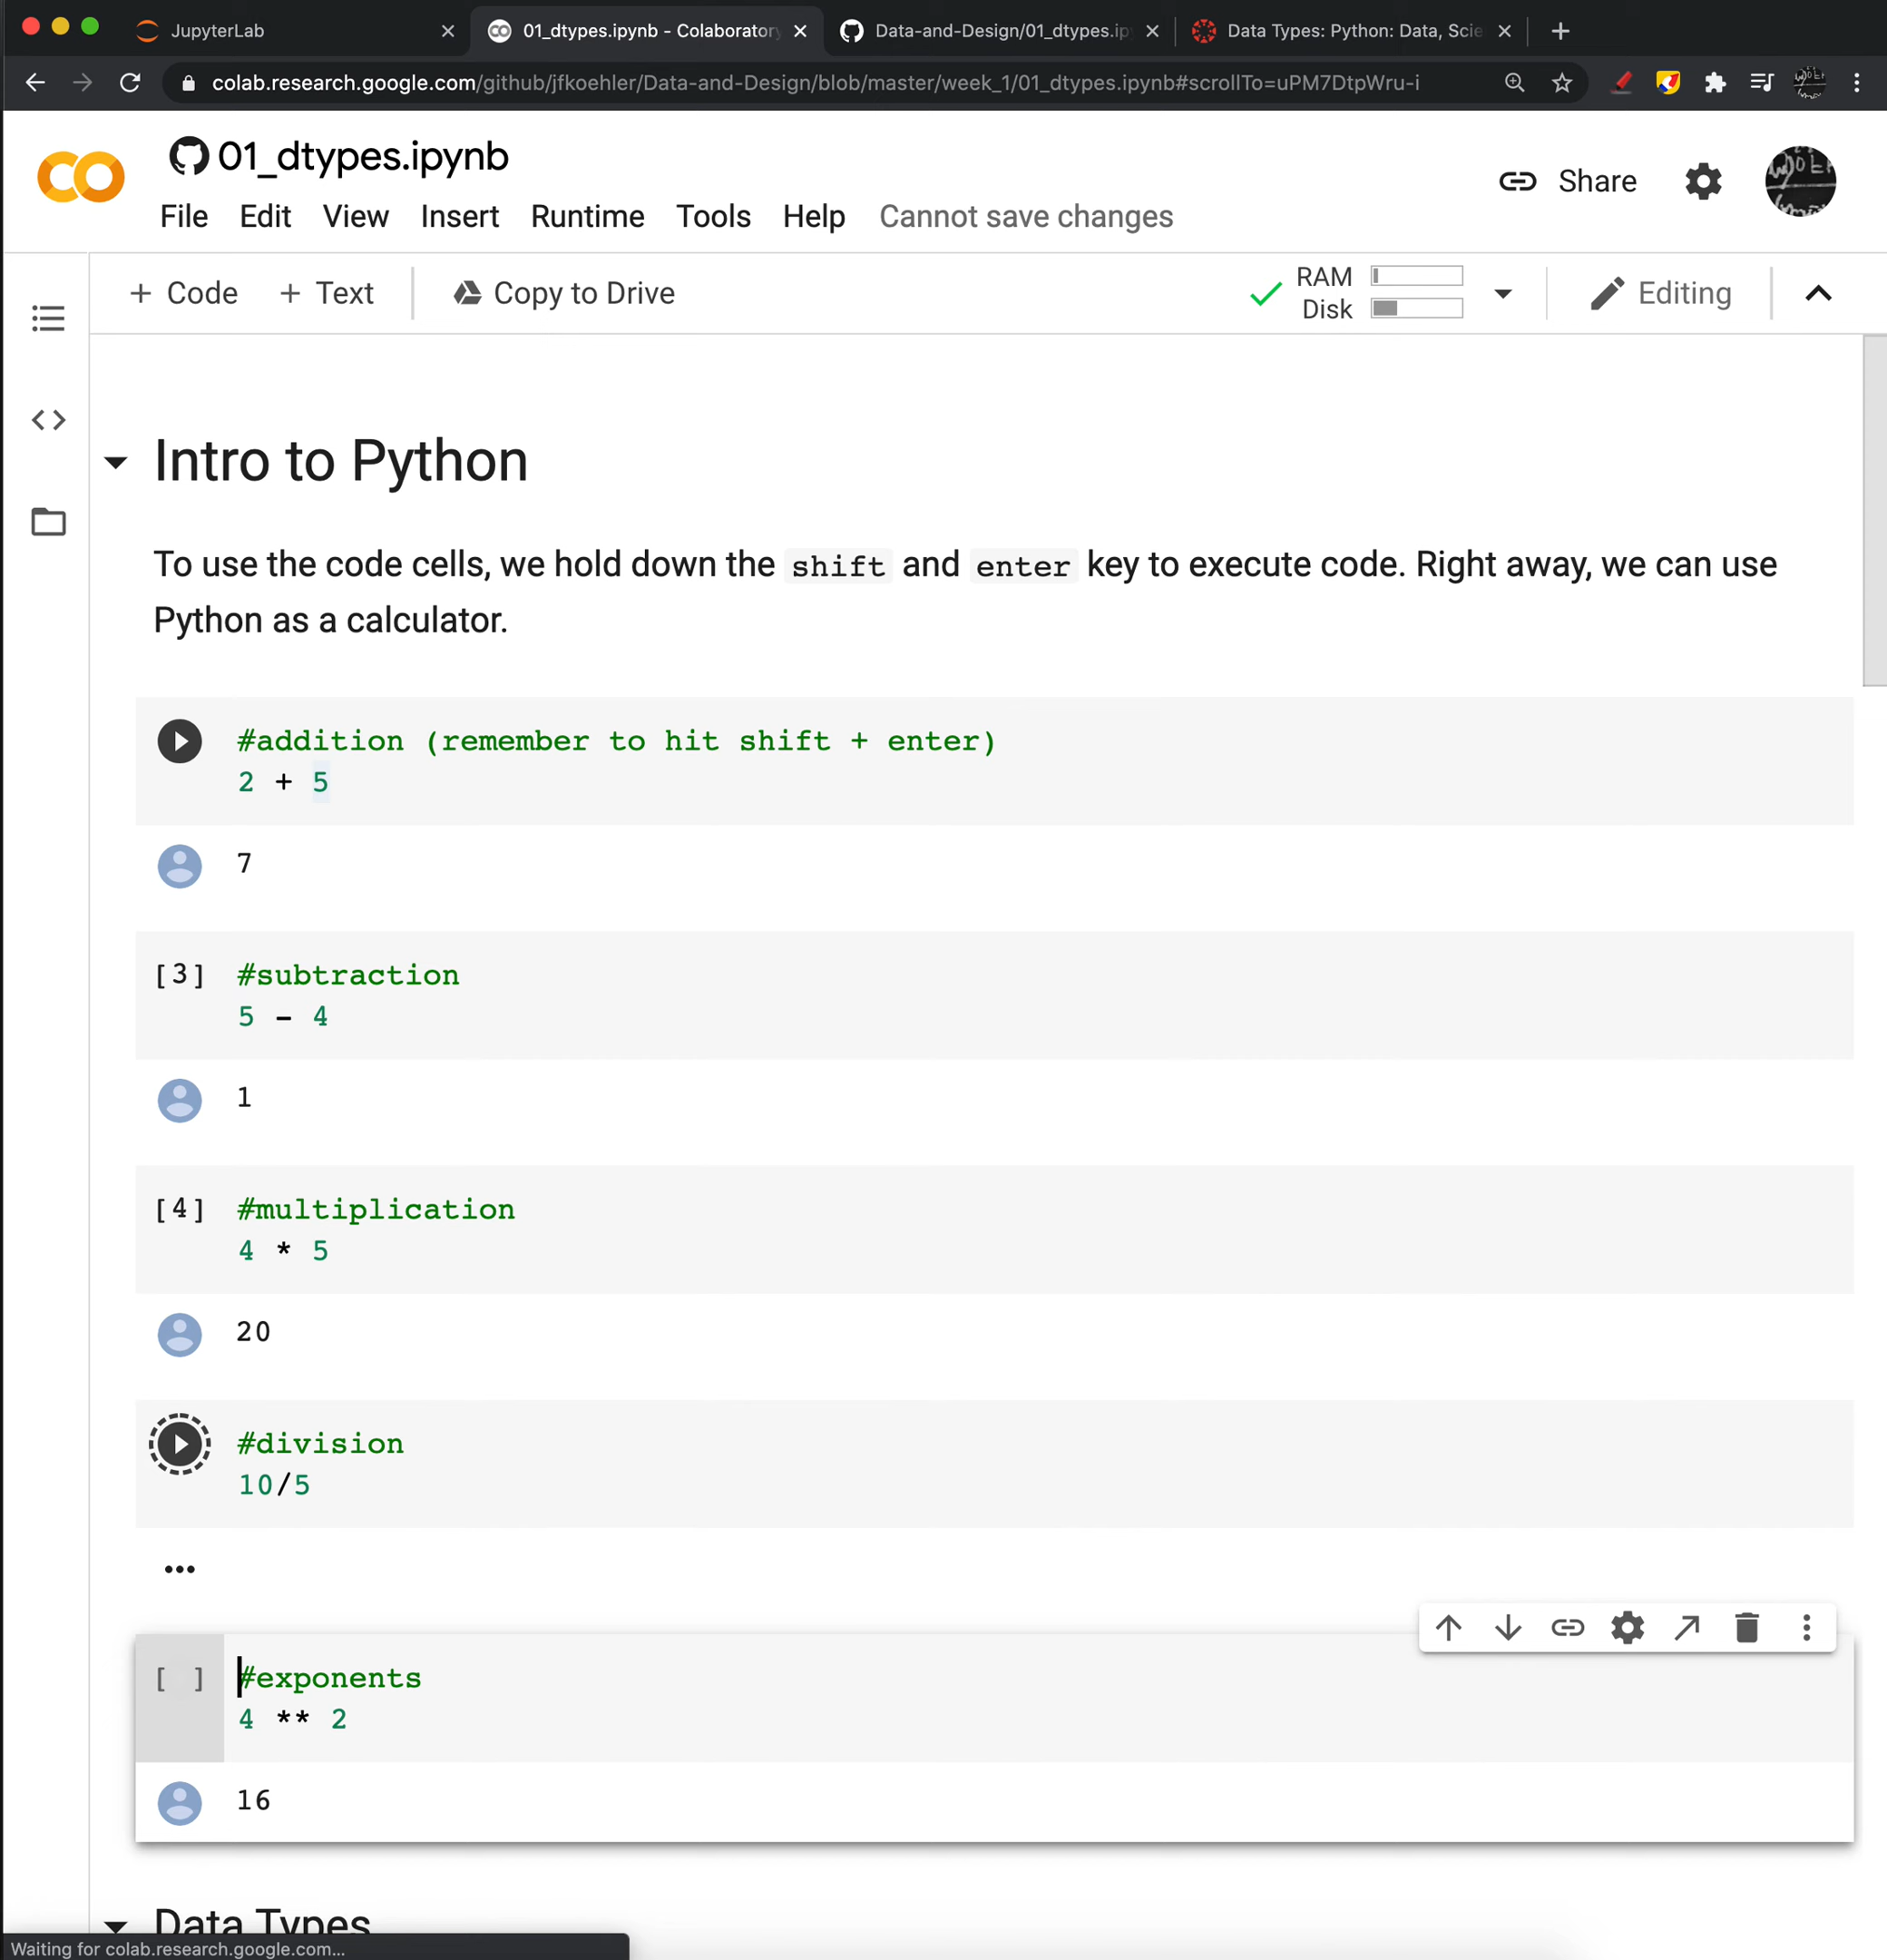 JupyterLab
01_dtypes.ipynb - Colaboratory
Data-and-Design/01_dtypes.ip
Data Types: Python: Data, Scie
colab.research.google.com/github/jfkoehler/Data-and-Design/blob/master/week_1/01_dtypes.ipynb#scrollTo=uPM7DtpWru-i
01_dtypes.ipynb
Share
File Edit View Insert Runtime Tools Help Cannot save changes
+ Code + Text Copy to Drive
RAM
Disk
Editing
Intro to Python
To use the code cells, we hold down the shift and enter key to execute code. Right away, we can use
Python as a calculator.
#addition (remember to hit shift + enter)
2 + 5
7
[3] #subtraction
5 - 4
1
[4] #multiplication
4 * 5
20
#division
10/5
...
[ ] #exponents
4 ** 2
16
Data Types
Waiting for colab.research.google.com...